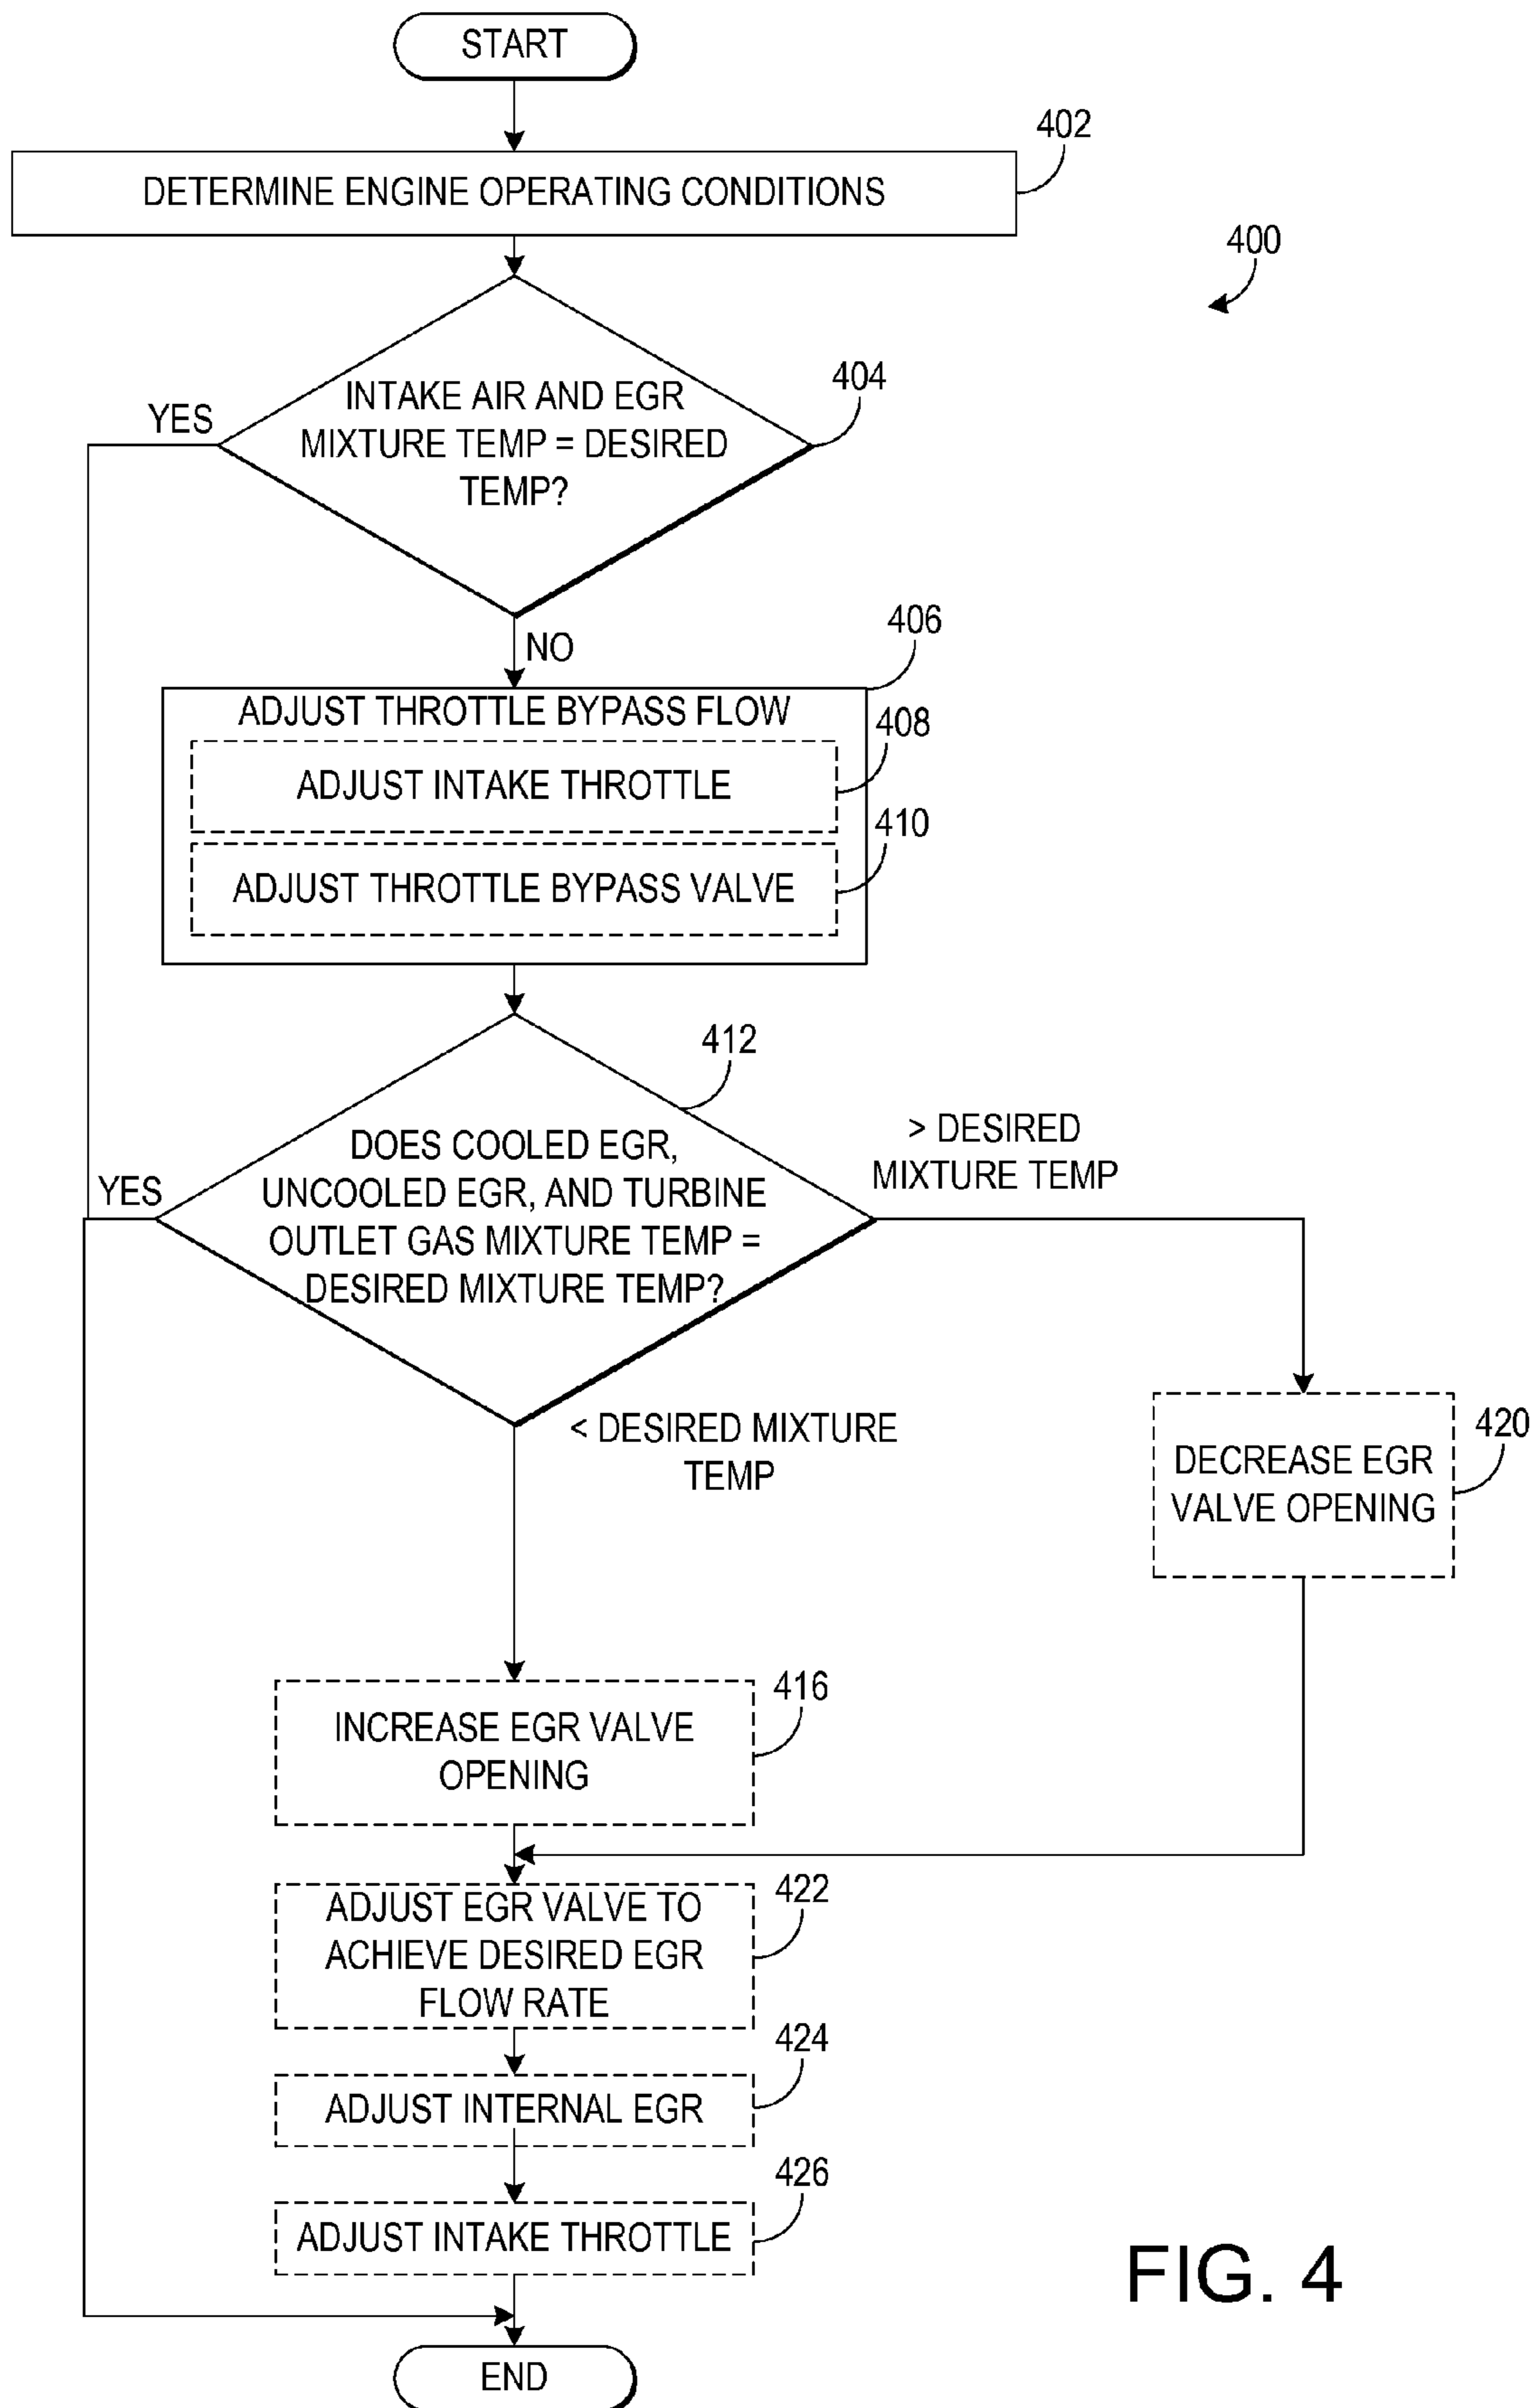 START
402
DETERMINE ENGINE OPERATING CONDITIONS
400
404
YES
INTAKE AIR AND EGR
MIXTURE TEMP = DESIRED
TEMP?
406
NO
ADJUST THROTTLE BYPASS FLOW
408
ADJUST INTAKE THROTTLE
410
ADJUST THROTTLE BYPASS VALVE
412
> DESIRED
MIXTURE TEMP
YES
DOES COOLED EGR,
UNCOOLED EGR, AND TURBINE
OUTLET GAS MIXTURE TEMP =
DESIRED MIXTURE TEMP?
< DESIRED MIXTURE
TEMP
420
DECREASE EGR
VALVE OPENING
416
INCREASE EGR VALVE
OPENING
422
ADJUST EGR VALVE TO
ACHIEVE DESIRED EGR
FLOW RATE
424
ADJUST INTERNAL EGR
426
ADJUST INTAKE THROTTLE
FIG. 4
END